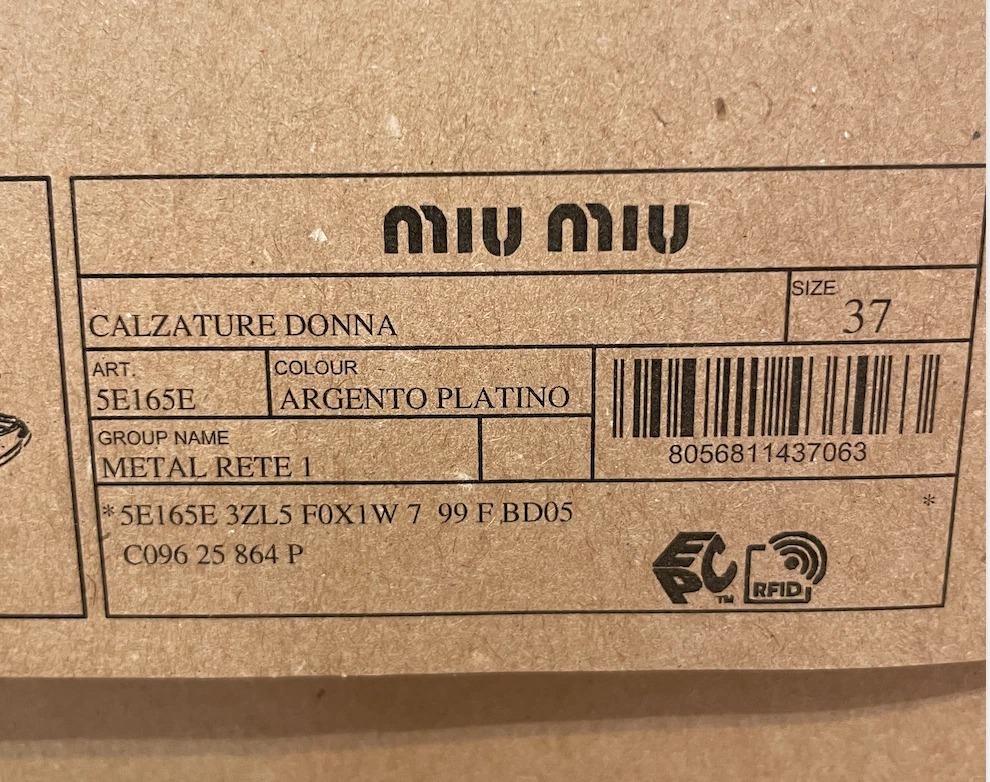 MIU MIU
CALZATURE DONNA
SIZE
37
ART.
5E165E
COLOUR
ARGENTO PLATINO
8056811437063
GROUP NAME
METAL RETE 1
*5E165E 3ZL5 F0X1W 7 99 F BD05 *
C096 25 864 P
EPC TM
RFID